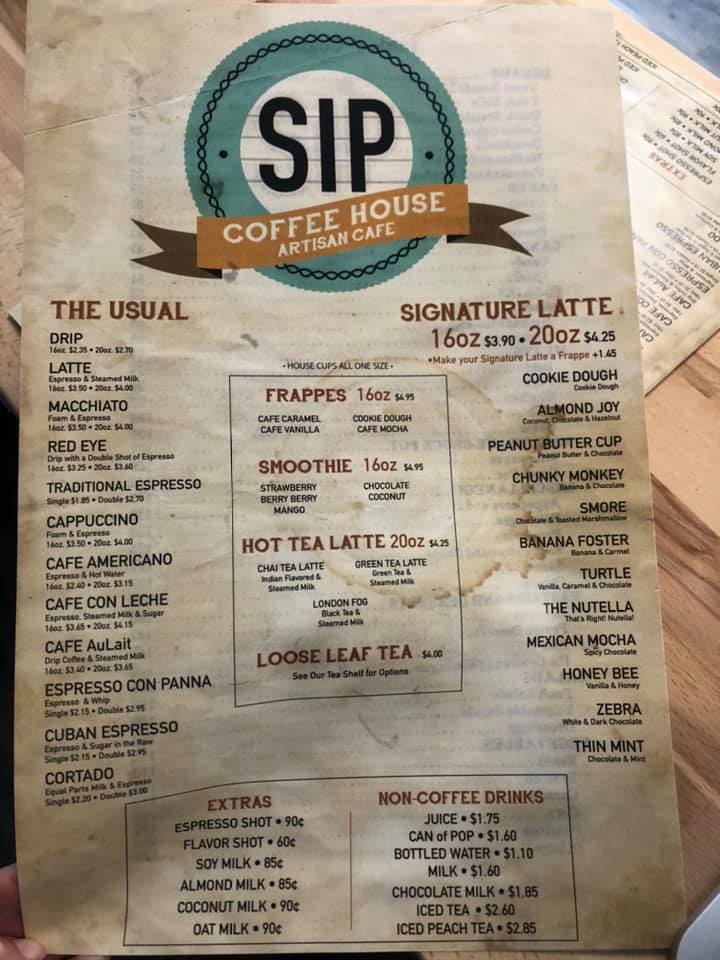 SIP
COFFEE HOUSE
ARTISAN CAFE
THE USUAL
DRIP
16oz. $2.35 • 20oz. $2.70
LATTE
Espresso & Steamed Milk
16oz. $3.50 • 20oz. $4.00
MACCHIATO
Foam & Espresso
16oz. $3.50 • 20oz. $4.00
RED EYE
Drip with a Double Shot of Espresso
16oz. $3.25 • 20oz. $3.60
TRADITIONAL ESPRESSO
Single $1.85 • Double $2.70
CAPPUCCINO
Foam & Espresso
16oz. $3.50 • 20oz. $4.00
CAFE AMERICANO
Espresso & Hot Water
16oz. $2.40 • 20oz. $3.15
CAFE CON LECHE
Espresso, Steamed Milk & Sugar
16oz. $3.65 • 20oz. $4.15
CAFE AuLait
Drip Coffee & Steamed Milk
16oz. $3.40 • 20oz. $3.65
ESPRESSO CON PANNA
Espresso & Whip
Single $2.15 • Double $2.95
CUBAN ESPRESSO
Espresso & Sugar in the Raw
Single $2.15 • Double $2.95
CORTADO
Equal Parts Milk & Espresso
Single $2.20 • Double $3.00
• HOUSE CUPS ALL ONE SIZE •
FRAPPES 16oz $4.95
CAFE CARAMEL COOKIE DOUGH
CAFE VANILLA CAFE MOCHA
SMOOTHIE 16oz $4.95
STRAWBERRY CHOCOLATE
BERRY BERRY COCONUT
MANGO
HOT TEA LATTE 20oz $4.25
CHAI TEA LATTE GREEN TEA LATTE
Indian Flavored & Green Tea &
Steamed Milk Steamed Milk
LONDON FOG
Black Tea &
Steamed Milk
LOOSE LEAF TEA $4.00
See Our Tea Shelf for Options
SIGNATURE LATTE
16oz $3.90 • 20oz $4.25
*Make your Signature Latte a Frappe +1.45
COOKIE DOUGH
Cookie Dough
ALMOND JOY
Coconut, Chocolate & Hazelnut
PEANUT BUTTER CUP
Peanut Butter & Chocolate
CHUNKY MONKEY
Banana & Chocolate
SMORE
Chocolate & Toasted Marshmallow
BANANA FOSTER
Banana & Carmel
TURTLE
Vanilla, Caramel & Chocolate
THE NUTELLA
That's Right! Nutella!
MEXICAN MOCHA
Spicy Chocolate
HONEY BEE
Vanilla & Honey
ZEBRA
White & Dark Chocolate
THIN MINT
Chocolate & Mint
EXTRAS
ESPRESSO SHOT • 90¢
FLAVOR SHOT • 60¢
SOY MILK • 85¢
ALMOND MILK • 85¢
COCONUT MILK • 90¢
OAT MILK • 90¢
NON-COFFEE DRINKS
JUICE • $1.75
CAN of POP • $1.60
BOTTLED WATER • $1.10
MILK • $1.60
CHOCOLATE MILK • $1.85
ICED TEA • $2.60
ICED PEACH TEA • $2.85
EXTRAS
ESPRESSO SHOT • 90¢